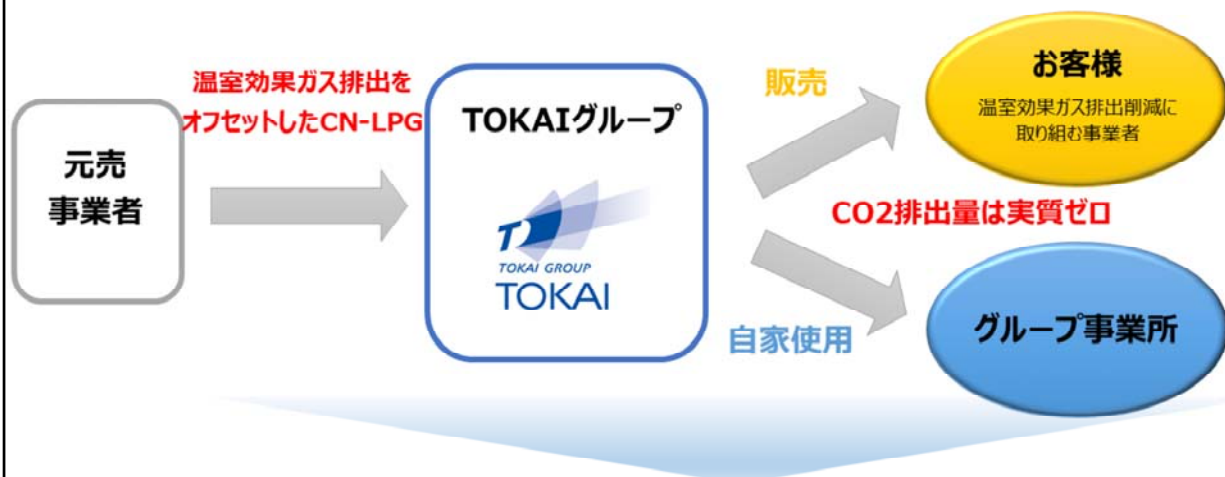 元売
事業者
温室効果ガス排出を
オフセットしたCN-LPG
TOKAIグループ
TOKAI GROUP
TOKAI
販売
お客様
温室効果ガス排出削減に
取り組む事業者
CO2排出量は実質ゼロ
自家使用
グループ事業所